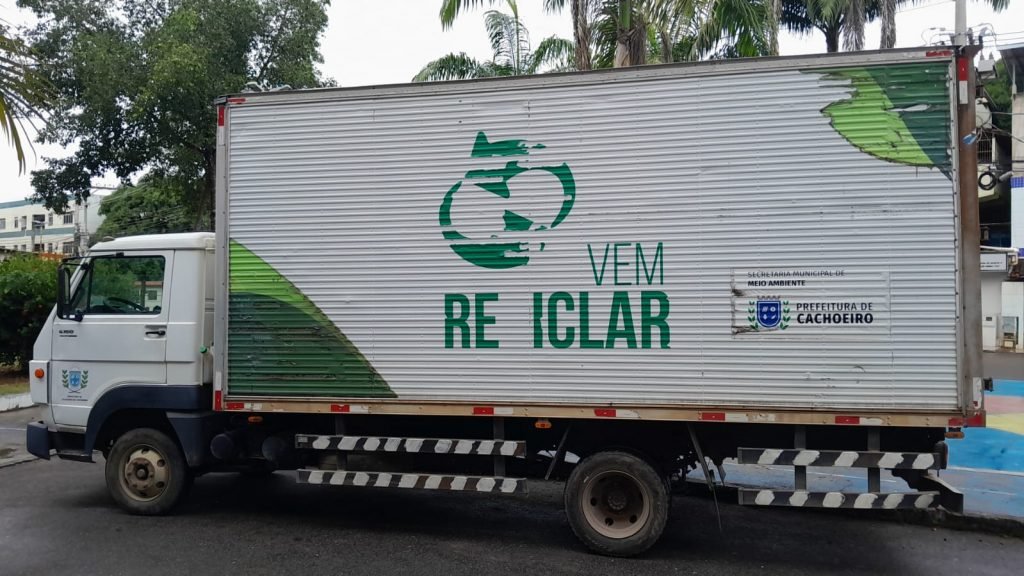 VEM
RE ICLAR
SECRETARIA MUNICIPAL DE
MEIO AMBIENTE
PREFEITURA DE
CACHOEIRO